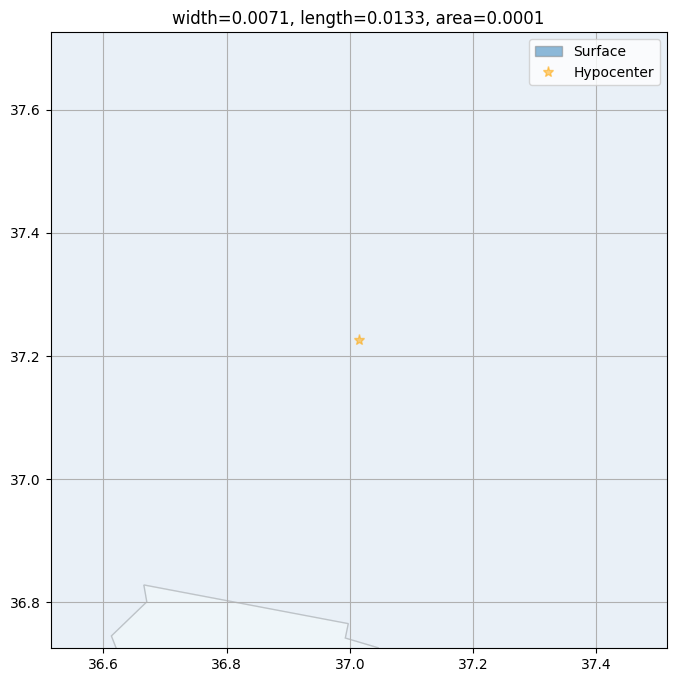 width=0.0071, length=0.0133, area=0.0001
Surface
Hypocenter
37.6
37.4
37.2
37.0
36.8
36.6 36.8 37.0 37.2 37.4